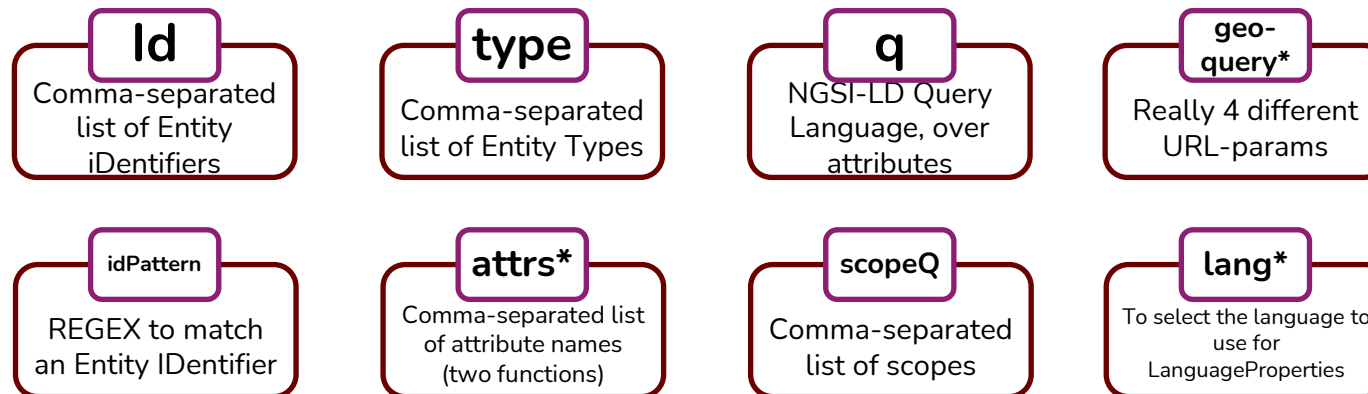 Id
Comma-separated
list of Entity
iDentifiers
type
Comma-separated
list of Entity Types
q
NGSI-LD Query
Language, over
attributes
geo-
query*
Really 4 different
URL-params
idPattern
REGEX to match
an Entity IDentifier
attrs*
Comma-separated list
of attribute names
(two functions)
scopeQ
Comma-separated
list of scopes
lang*
To select the language to
use for
LanguageProperties